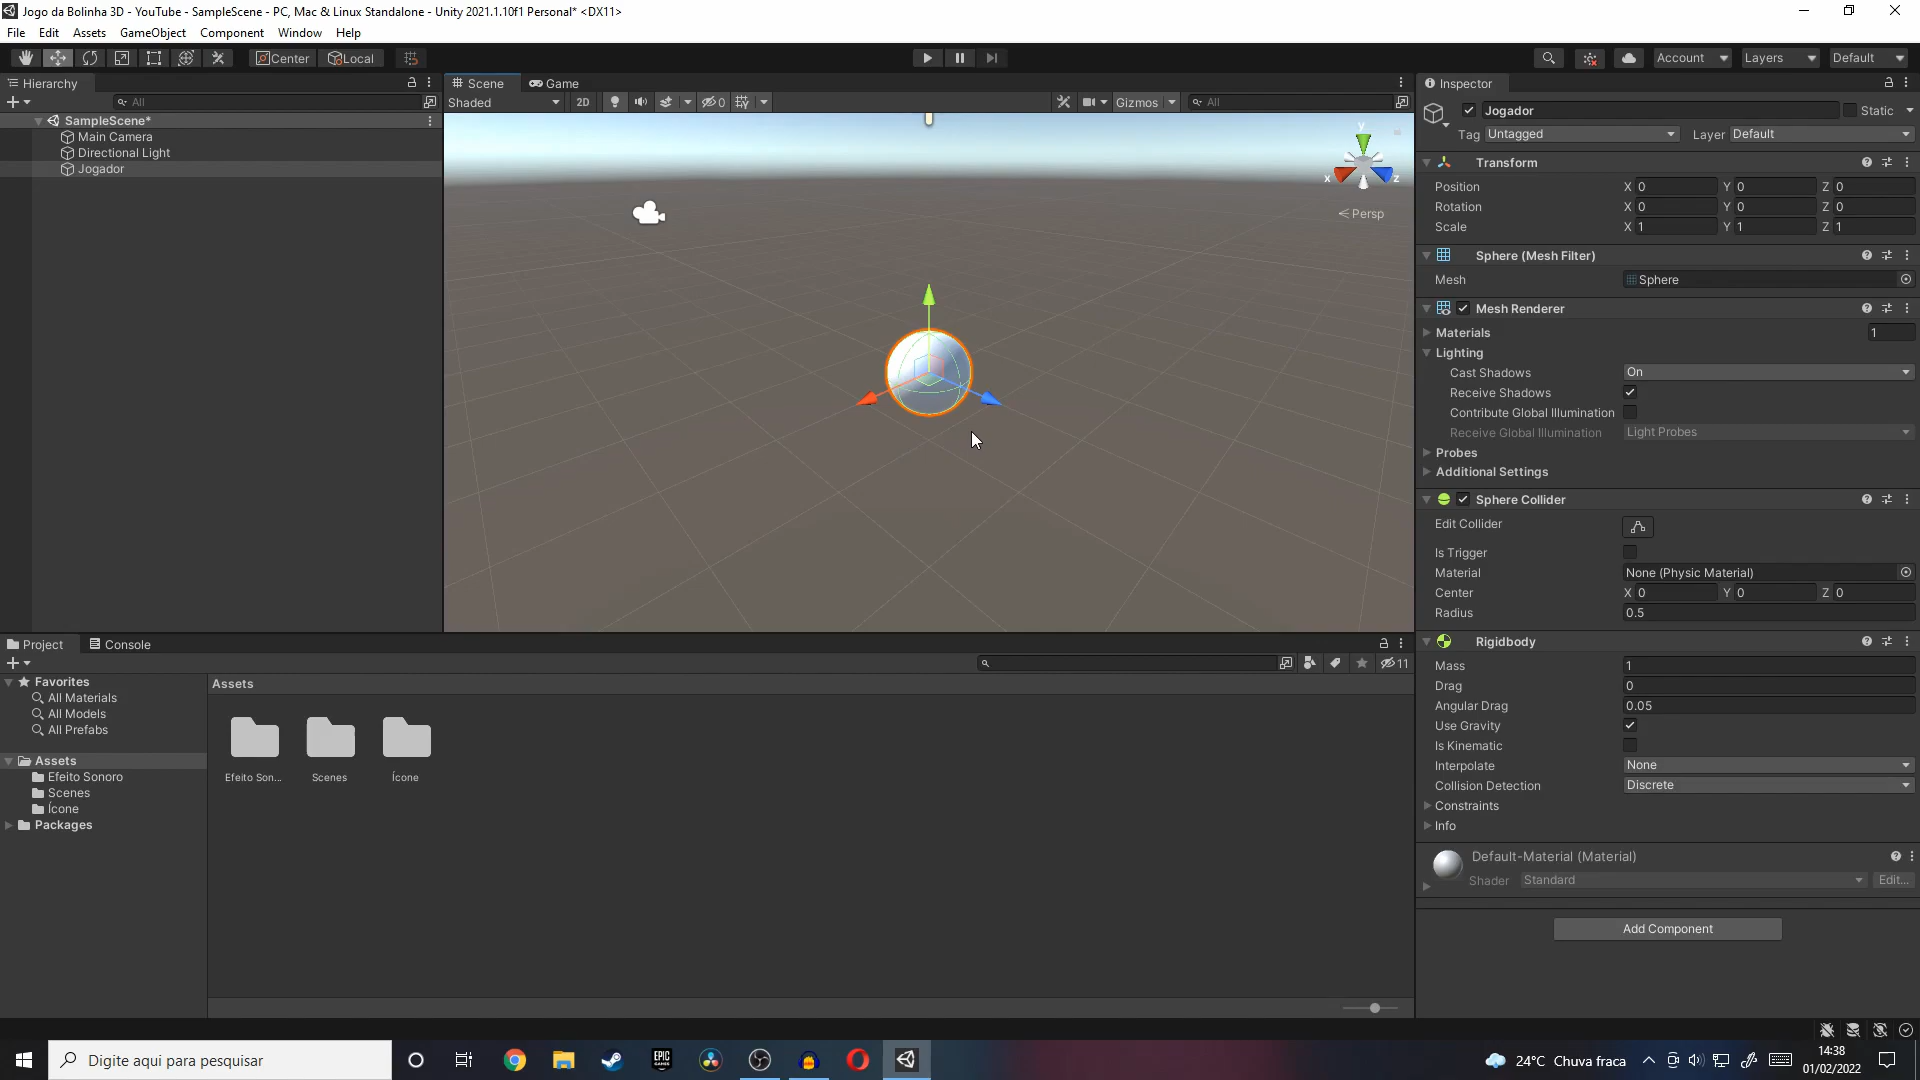 Jogo da Bolinha 3D - YouTube - SampleScene - PC, Mac & Linux Standalone - Unity 2021.1.10f1 Personal* <DX11>
File Edit Assets GameObject Component Window Help
Center Local Account Layers Default
Hierarchy
All
SampleScene*
Main Camera
Directional Light
Jogador
Scene Game
Shaded 2D 0 Gizmos All
y
x z
Persp
Inspector
Jogador Static
Tag Untagged Layer Default
Transform
Position X 0 Y 0 Z 0
Rotation X 0 Y 0 Z 0
Scale X 1 Y 1 Z 1
Sphere (Mesh Filter)
Mesh Sphere
Mesh Renderer
Materials 1
Lighting
Cast Shadows On
Receive Shadows
Contribute Global Illumination
Receive Global Illumination Light Probes
Probes
Additional Settings
Sphere Collider
Edit Collider
Is Trigger
Material None (Physic Material)
Center X 0 Y 0 Z 0
Radius 0.5
Rigidbody
Mass 1
Drag 0
Angular Drag 0.05
Use Gravity
Is Kinematic
Interpolate None
Collision Detection Discrete
Constraints
Info
Default-Material (Material)
Shader Standard Edit...
Add Component
Project Console
11
Favorites
All Materials
All Models
All Prefabs
Assets
Efeito Sonoro
Scenes
Ícone
Packages
Assets
Efeito Son... Scenes Ícone
Digite aqui para pesquisar
EPIC GAMES
24°C Chuva fraca
14:38
01/02/2022